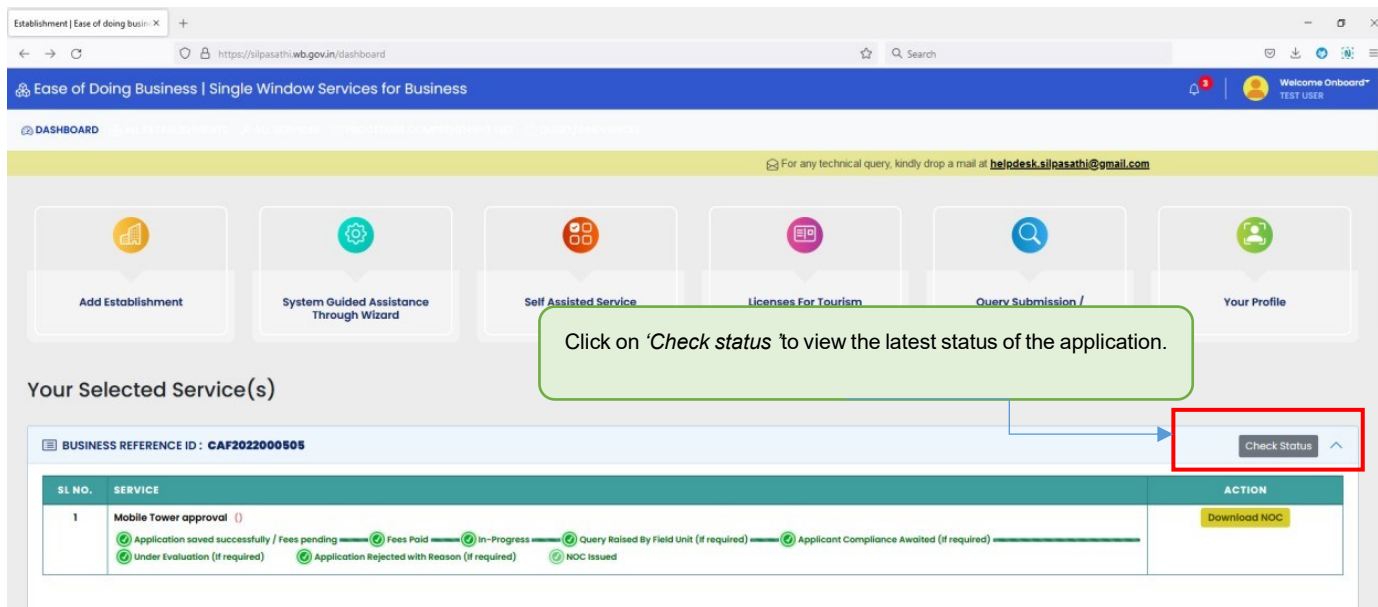 Establishment | Ease of doing busin
https://silpasathi.wb.gov.in/dashboard
Search
Ease of Doing Business | Single Window Services for Business
3
Welcome Onboard
TEST USER
DASHBOARD
For any technical query, kindly drop a mail at helpdesk.silpasathi@gmail.com
Add Establishment
System Guided Assistance
Through Wizard
Self Assisted Service
Licenses For Tourism
Query Submission /
Your Profile
Click on ‘Check status ’to view the latest status of the application.
Your Selected Service(s)
BUSINESS REFERENCE ID : CAF2022000505
Check Status
SL NO. SERVICE ACTION
1 Mobile Tower approval () Download NOC
Application saved successfully / Fees pending Fees Paid In-Progress Query Raised By Field Unit (If required) Applicant Compliance Awaited (If required)
Under Evaluation (If required) Application Rejected with Reason (If required) NOC Issued